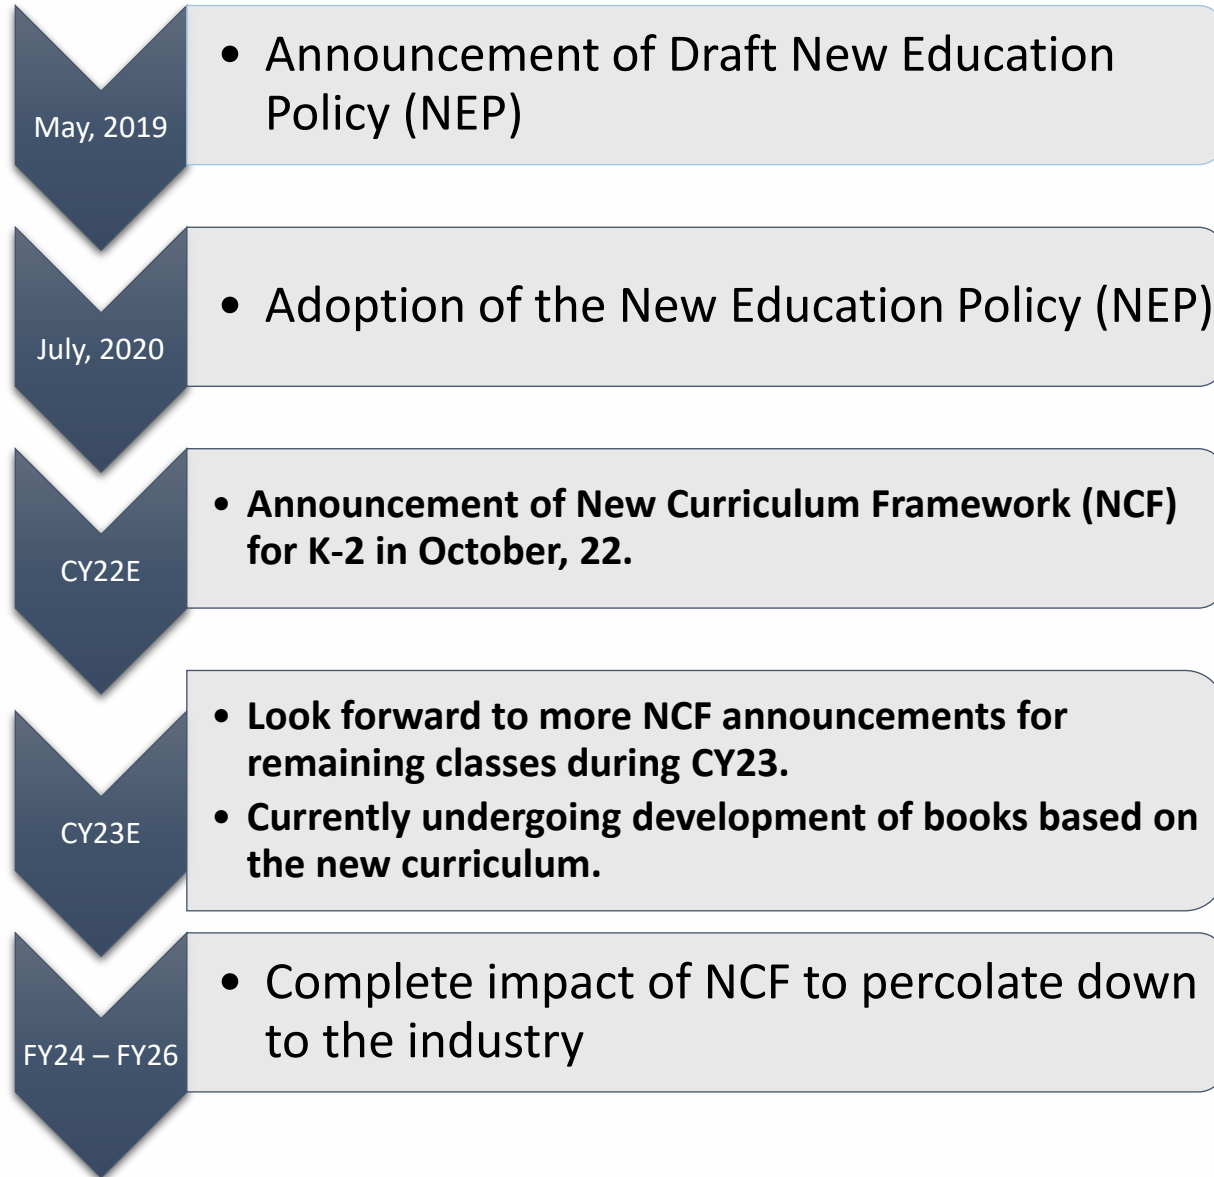 May, 2019
• Announcement of Draft New Education
Policy (NEP)
July, 2020
• Adoption of the New Education Policy (NEP)
CY22E
• Announcement of New Curriculum Framework (NCF)
for K-2 in October, 22.
CY23E
• Look forward to more NCF announcements for
remaining classes during CY23.
• Currently undergoing development of books based on
the new curriculum.
FY24 – FY26
• Complete impact of NCF to percolate down
to the industry